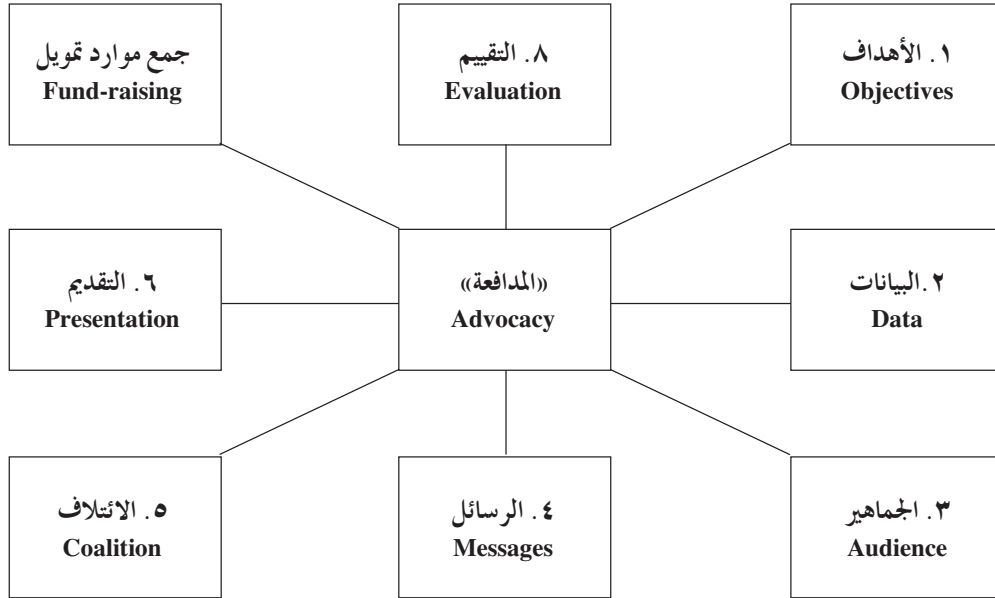 ١. الأهداف
Objectives
٨. التقييم
Evaluation
جمع موارد تمويل
Fund-raising
٢.البيانات
Data
«المدافعة»
Advocacy
٦. التقديم
Presentation
٣. الجماهير
Audience
٤. الرسائل
Messages
٥. الائتلاف
Coalition